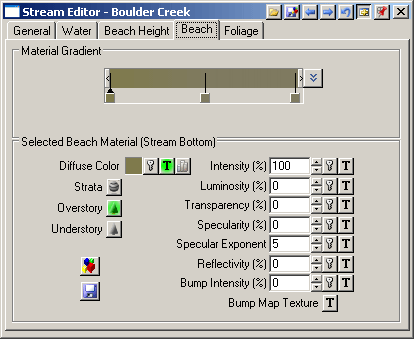 Stream Editor - Boulder Creek
General Water Beach Height Beach Foliage
Material Gradient
Selected Beach Material (Stream Bottom)
Diffuse Color T Intensity (%) 100 T
Strata Luminosity (%) 0 T
Overstory Transparency (%) 0 T
Understory Specularity (%) 0 T
Specular Exponent 5 T
Reflectivity (%) 0 T
Bump Intensity (%) 0 T
Bump Map Texture T